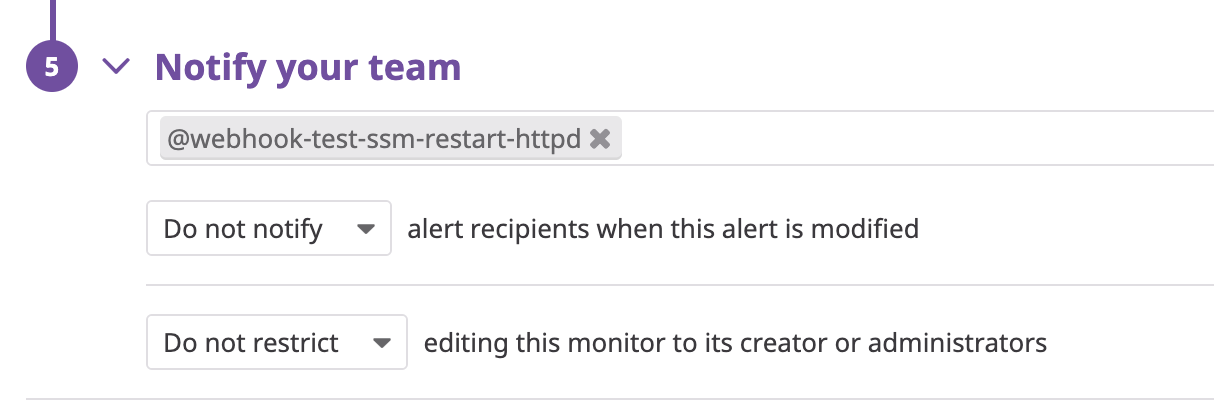 5 Notify your team
@webhook-test-ssm-restart-httpd
Do not notify alert recipients when this alert is modified
Do not restrict editing this monitor to its creator or administrators